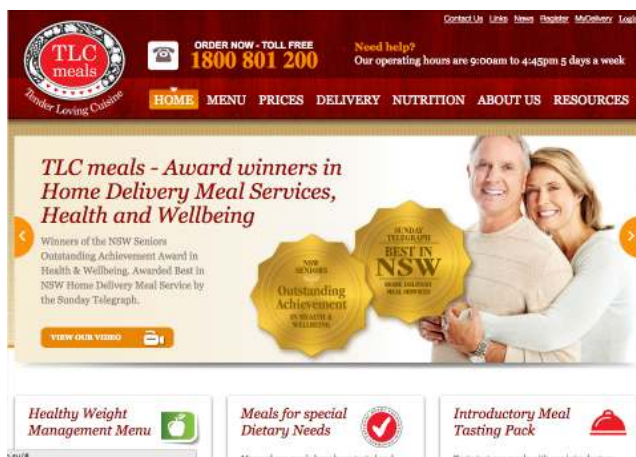 Contact Us Links News Register MyDelivery Login
TLC
meals
Tender Loving Cuisine
ORDER NOW - TOLL FREE
1800 801 200
Need help?
Our operating hours are 9:00am to 4:45pm 5 days a week
HOME MENU PRICES DELIVERY NUTRITION ABOUT US RESOURCES
TLC meals - Award winners in
Home Delivery Meal Services,
Health and Wellbeing
Winners of the NSW Seniors
Outstanding Achievement Award in
Health & Wellbeing. Awarded Best in
NSW Home Delivery Meal Service by
the Sunday Telegraph.
VIEW OUR VIDEO
NSW
SENIORS
Outstanding
Achievement
IN HEALTH &
WELLBEING
SUNDAY
TELEGRAPH
BEST IN
NSW
HOME DELIVERY
MEAL SERVICES
Healthy Weight
Management Menu
Meals for special
Dietary Needs
Introductory Meal
Tasting Pack